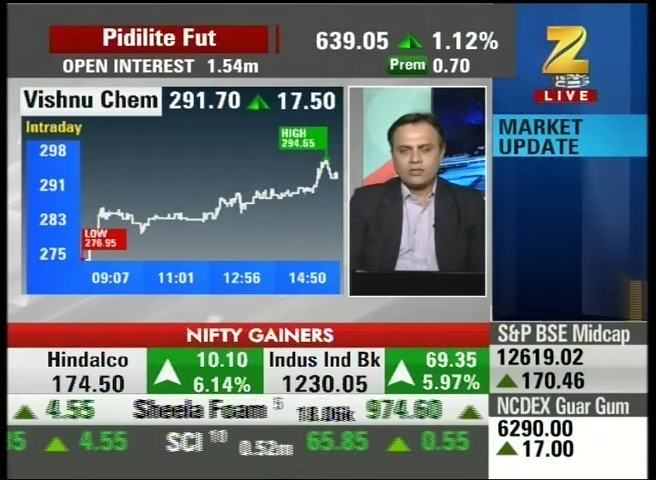 Pidilite Fut
639.05 1.12%
OPEN INTEREST 1.54m
Prem 0.70
Z
LIVE
Vishnu Chem 291.70 17.50
Intraday
HIGH
294.65
298
291
283
275
LOW
276.95
09:07 11:01 12:56 14:50
MARKET
UPDATE
NIFTY GAINERS
Hindalco 10.10 Indus Ind Bk 69.35
174.50 6.14% 1230.05 5.97%
S&P BSE Midcap
12619.02
170.46
NCDEX Guar Gum
6290.00
17.00
4.55 Sheela Foam 974.60
4.55 SCI 0.52m 65.85 0.55